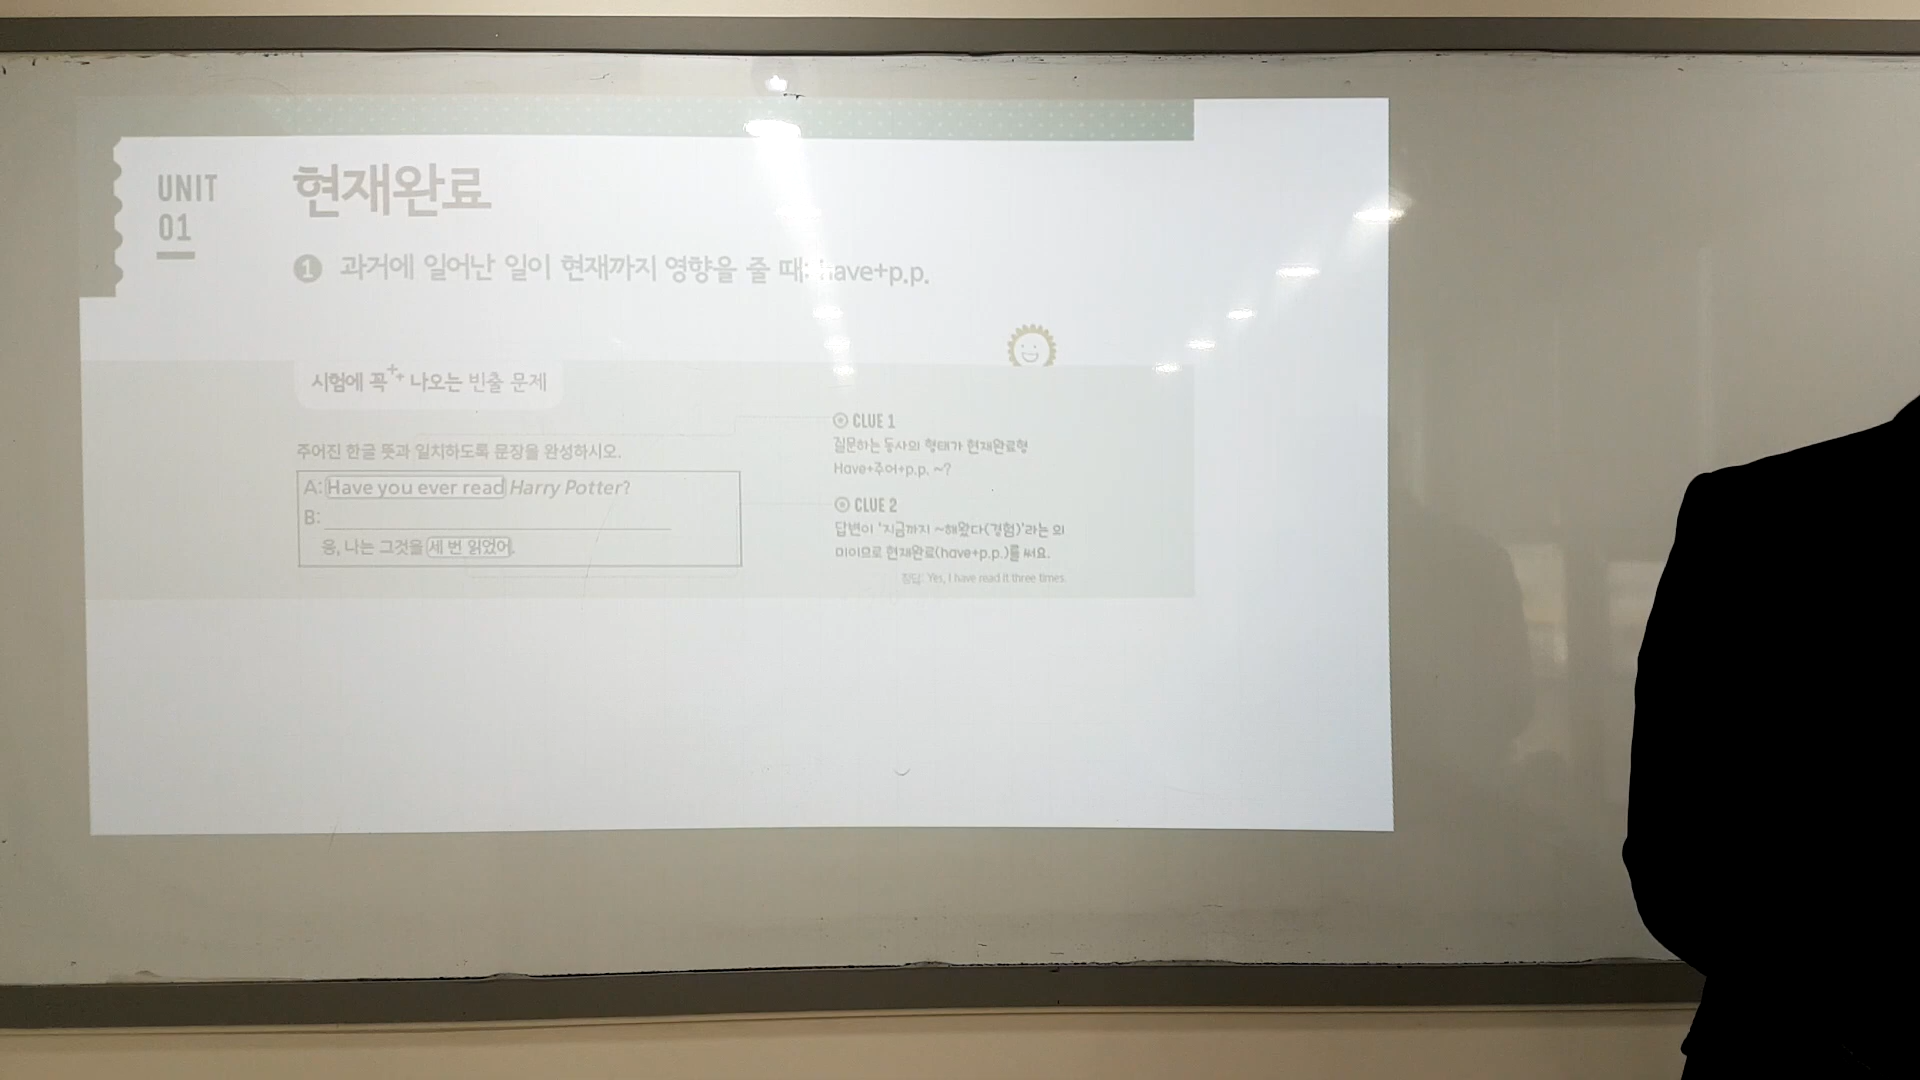 UNIT
01
현재완료
1 과거에 일어난 일이 현재까지 영향을 줄 때: have+p.p.
시험에 꼭++ 나오는 빈출 문제
주어진 한글 뜻과 일치하도록 문장을 완성하시오.
A: Have you ever read Harry Potter?
B:
응, 나는 그것을 세 번 읽었어.
CLUE 1
질문하는 동사의 형태가 현재완료형
Have+주어+p.p. ~?
CLUE 2
답변이 '지금까지 ~해왔다(경험)'라는 의
미이므로 현재완료(have+p.p.)를 써요.
정답: Yes, I have read it three times.